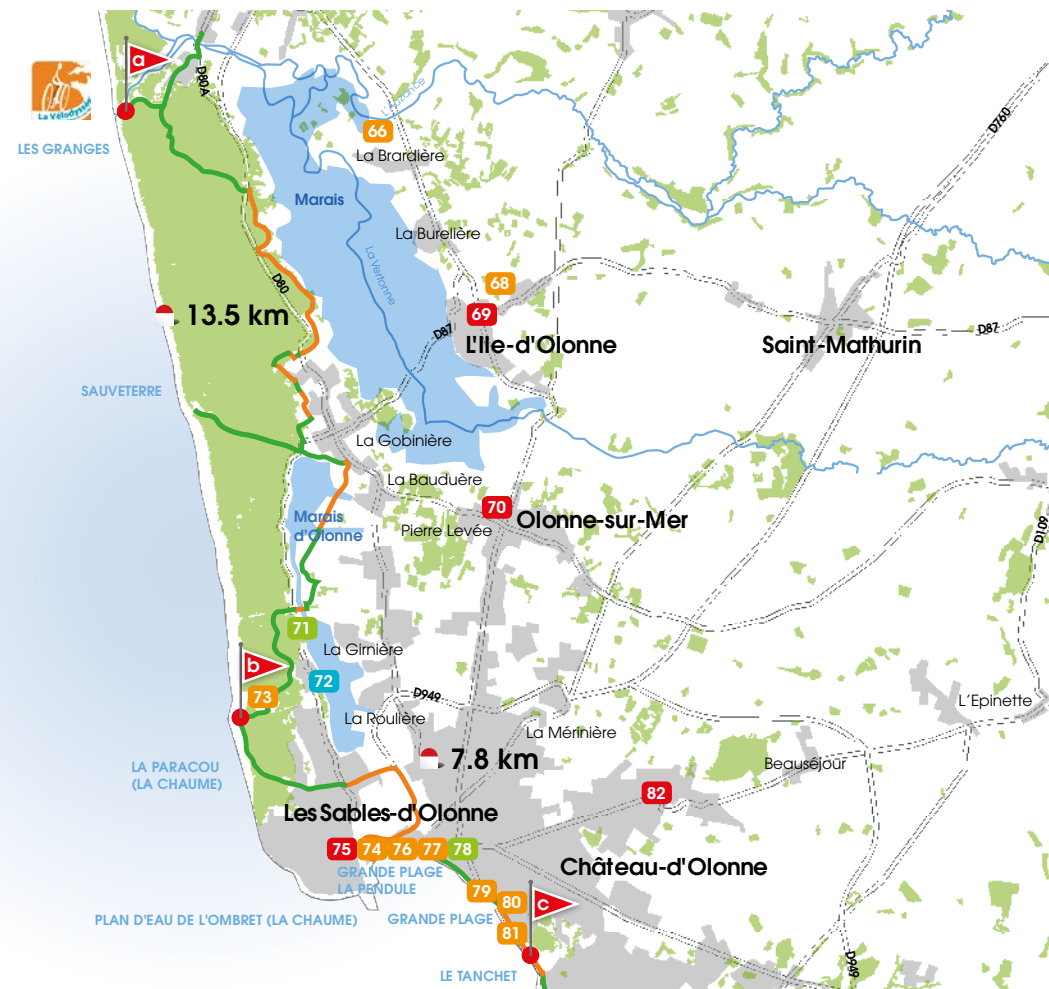 a
D80A
La Vélodyssée
LES GRANGES
L'Auzance
66
La Brardière
D760
Marais
La Burelière
La Vertonne
D80
68
69
13.5 km
D87
L'Ile-d'Olonne
Saint-Mathurin
D87
SAUVETERRE
La Gobinière
La Bauduère
70
Olonne-sur-Mer
Marais
d'Olonne
Pierre Levée
D109
71
La Girnière
b
72
73
D949
L'Epinette
La Roulière
La Mérinière
7.8 km
Beauséjour
LA PARACOU
(LA CHAUME)
82
Les Sables-d'Olonne
75 74 76 77 78
Château-d'Olonne
GRANDE PLAGE
LA PENDULE
79
80
c
PLAN D'EAU DE L'OMBRET (LA CHAUME)
GRANDE PLAGE
81
D949
LE TANCHET